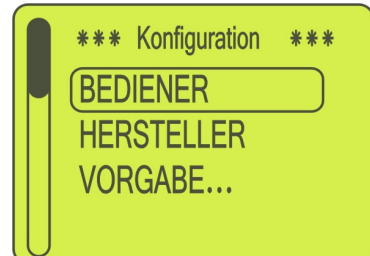 *** Konfiguration ***
BEDIENER
HERSTELLER
VORGABE...